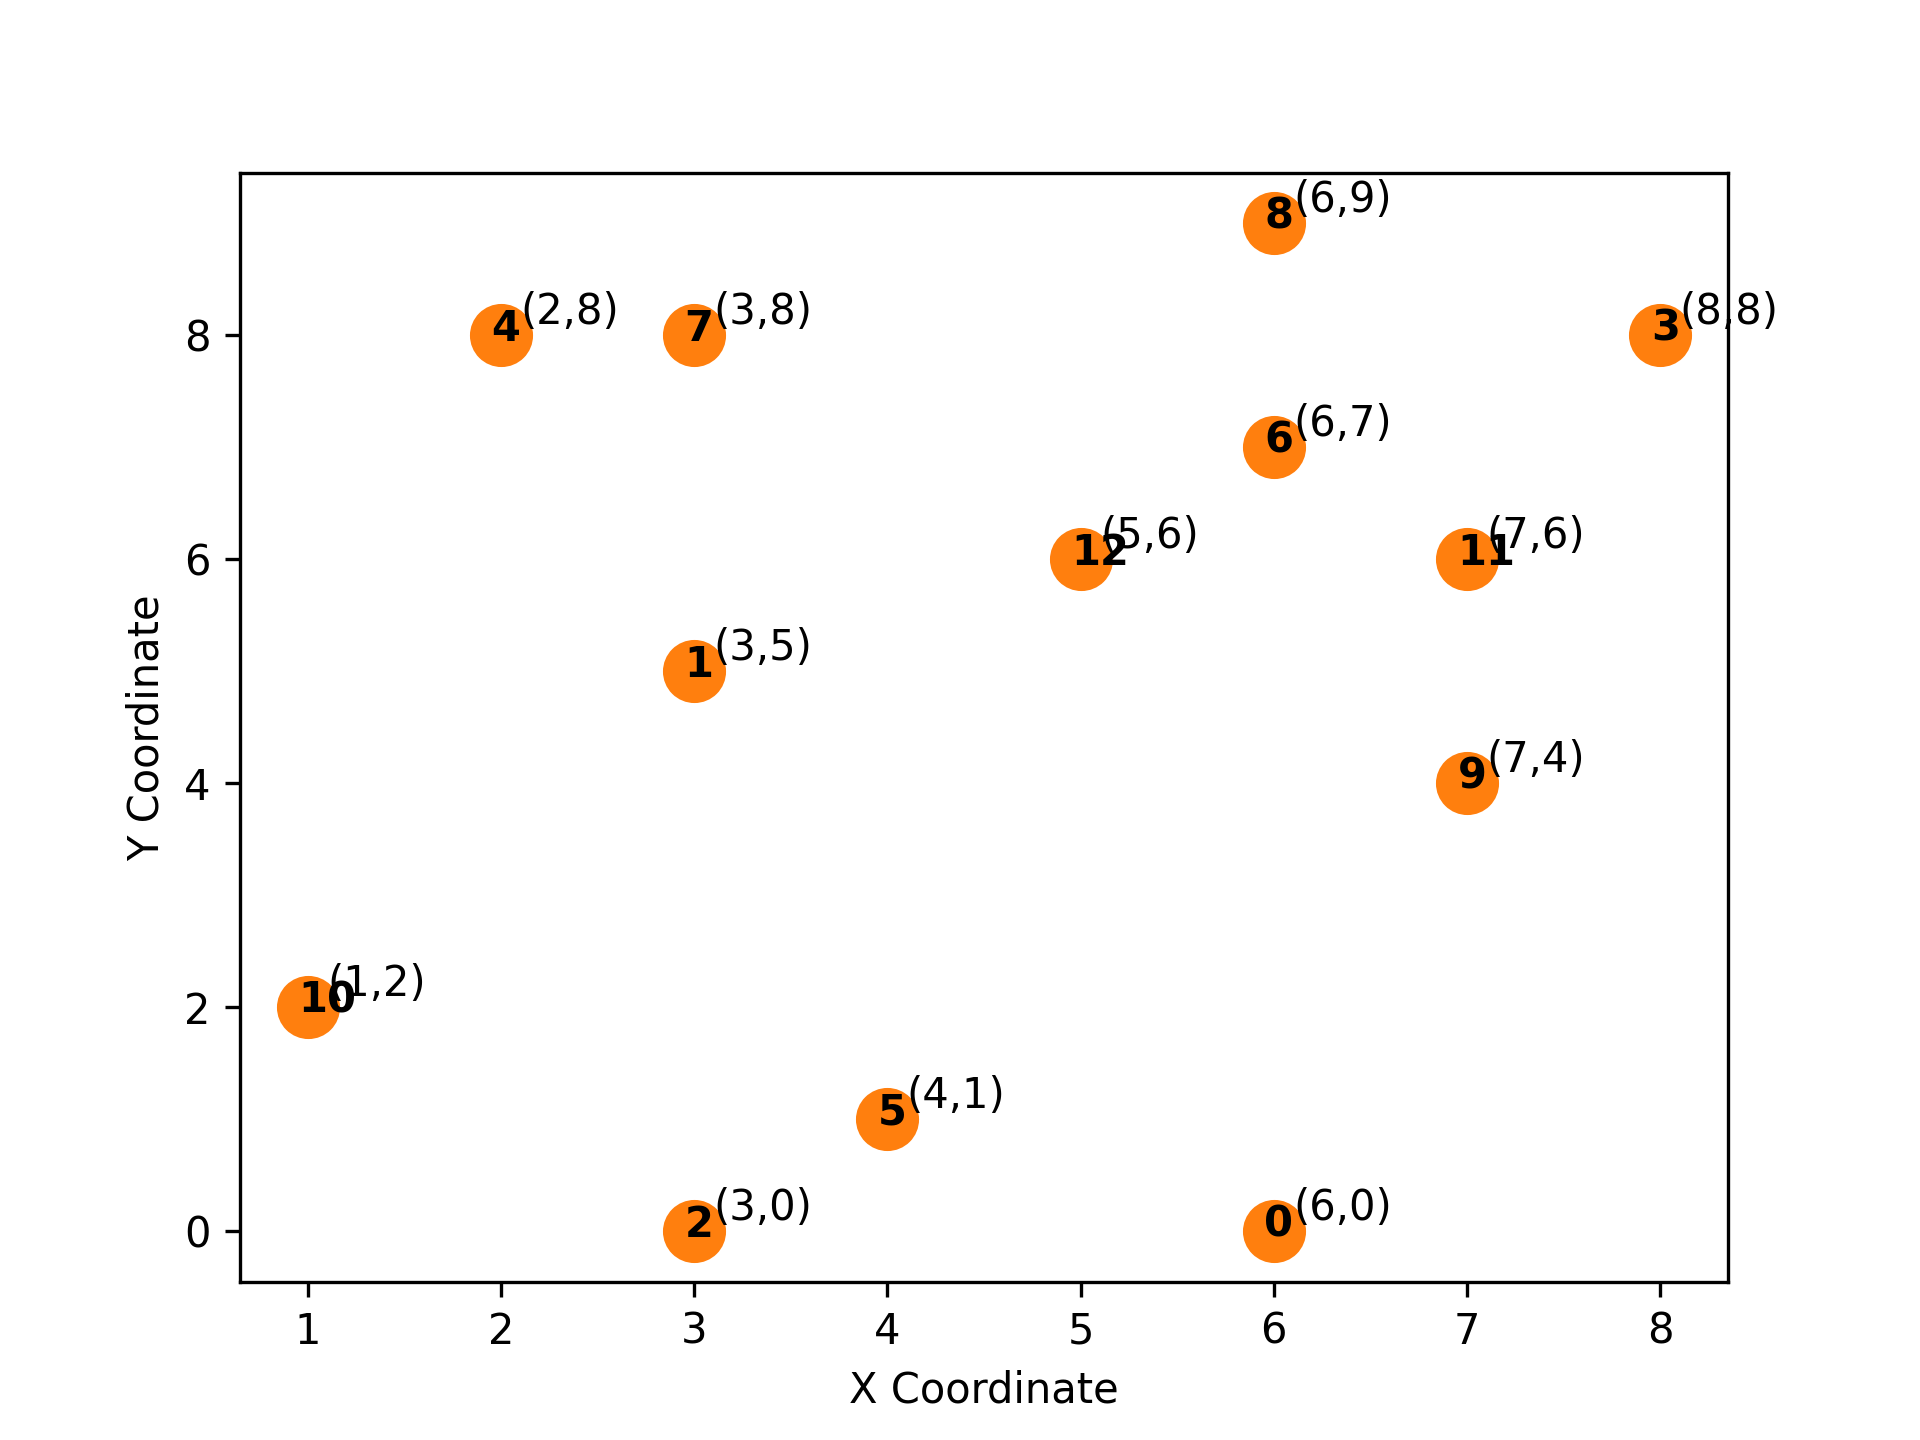 8 (6,9)
4 (2,8) 7 (3,8) 3 (8,8)
6 (6,7)
12 (5,6) 11 (7,6)
1 (3,5)
9 (7,4)
10 (1,2)
5 (4,1)
2 (3,0) 0 (6,0)
8
6
4
2
0
Y Coordinate
1 2 3 4 5 6 7 8
X Coordinate